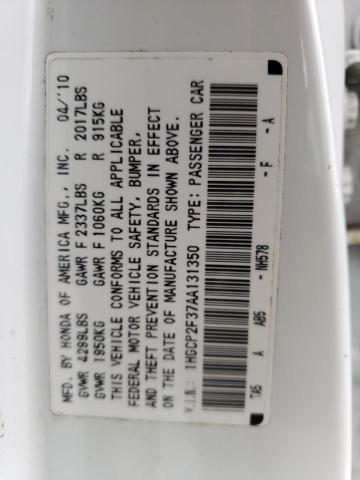 MFD. BY HONDA OF AMERICA MFG., INC. 04/'10
GVWR 4299LBS GAWR F 2337LBS R 2017LBS
GVWR 1950KG GAWR F 1060KG R 915KG
THIS VEHICLE CONFORMS TO ALL APPLICABLE
FEDERAL MOTOR VEHICLE SAFETY, BUMPER,
AND THEFT PREVENTION STANDARDS IN EFFECT
ON THE DATE OF MANUFACTURE SHOWN ABOVE.
V.I.N.: 1HGCP2F37AA131350 TYPE: PASSENGER CAR
TA5 A AB5 - NH578 - F - A